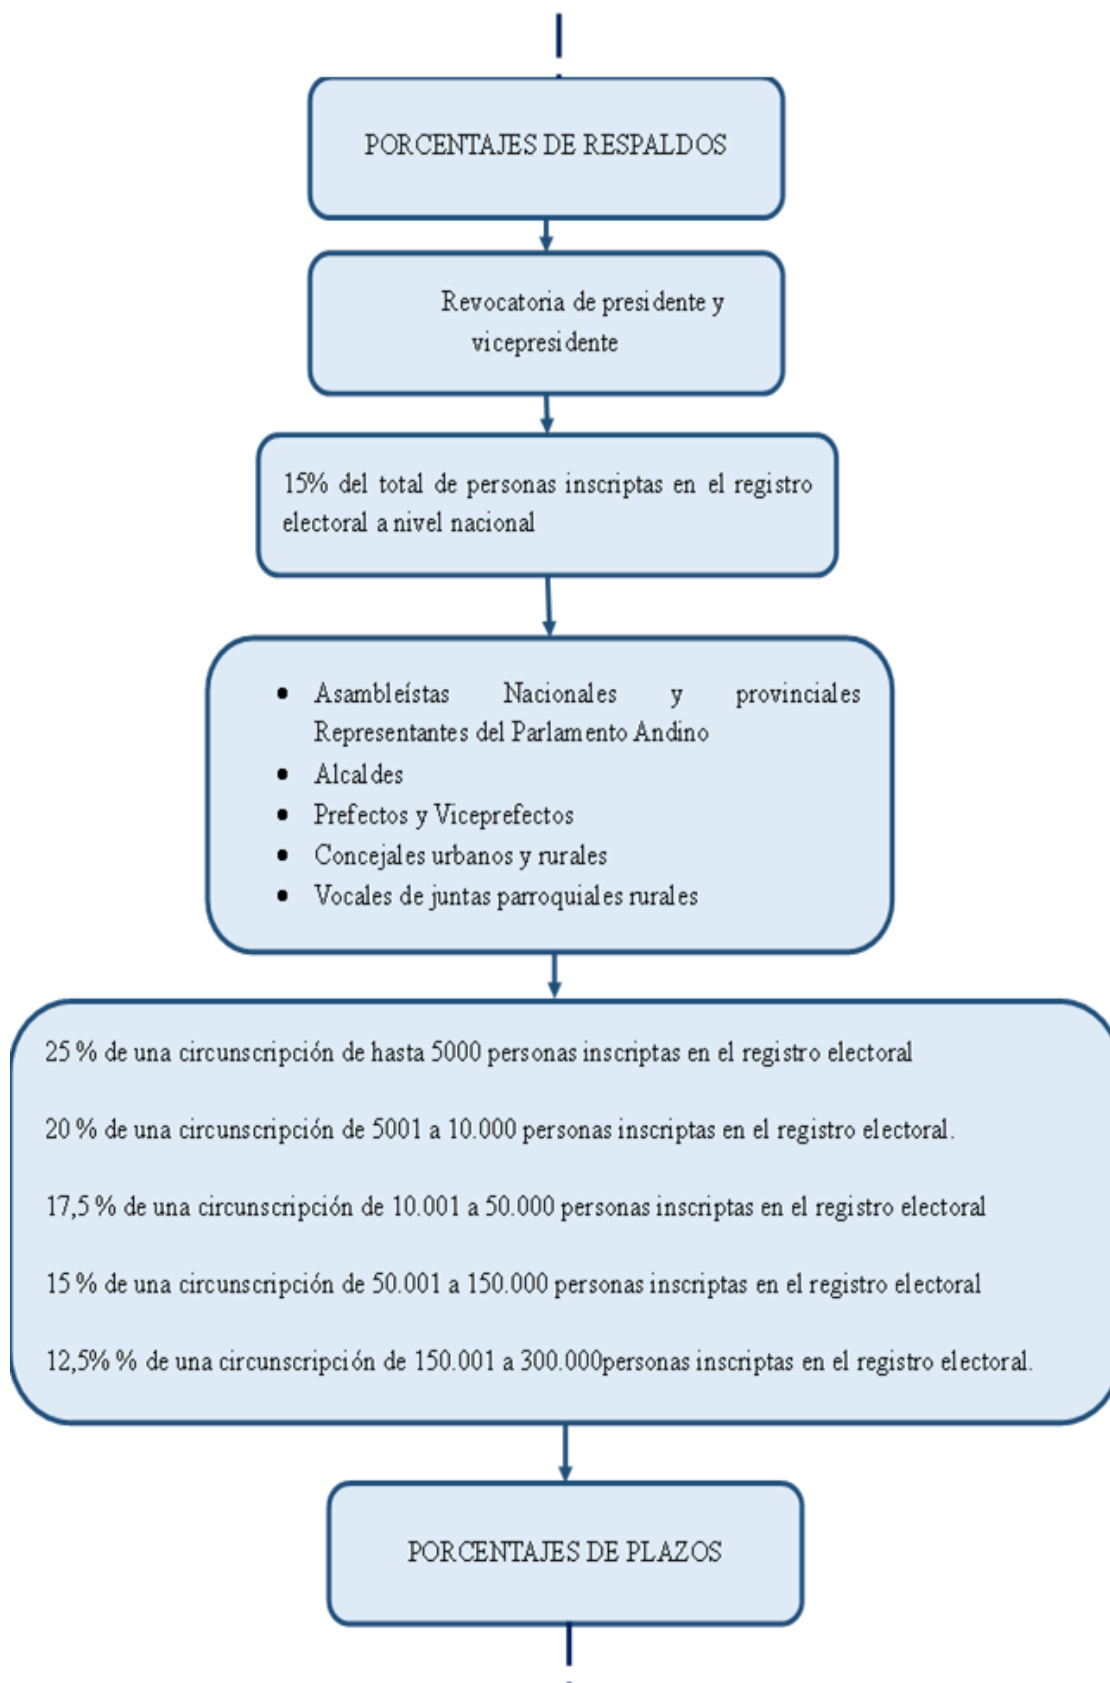 PORCENTAJES DE RESPALDOS
Revocatoria de presidente y
vicepresidente
15% del total de personas inscriptas en el registro
electoral a nivel nacional
• Asambleístas Nacionales y provinciales
Representantes del Parlamento Andino
• Alcaldes
• Prefectos y Viceprefectos
• Concejales urbanos y rurales
• Vocales de juntas parroquiales rurales
25 % de una circunscripción de hasta 5000 personas inscriptas en el registro electoral
20 % de una circunscripción de 5001 a 10.000 personas inscriptas en el registro electoral.
17,5 % de una circunscripción de 10.001 a 50.000 personas inscriptas en el registro electoral
15 % de una circunscripción de 50.001 a 150.000 personas inscriptas en el registro electoral
12,5% % de una circunscripción de 150.001 a 300.000personas inscriptas en el registro electoral.
PORCENTAJES DE PLAZOS